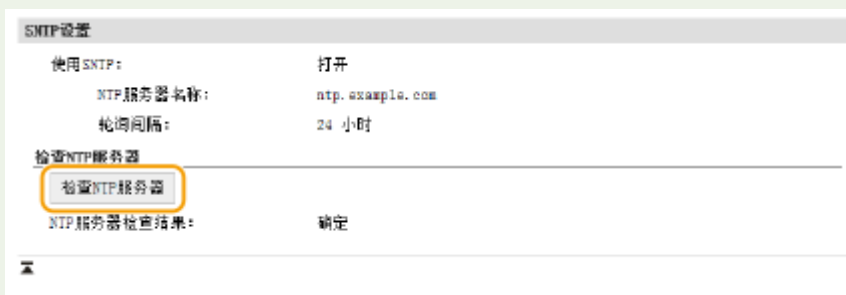 SNTP设置
使用SNTP: 打开
NTP服务器名称: ntp.example.com
轮询间隔: 24 小时
检查NTP服务器
检查NTP服务器
NTP服务器检查结果: 确定